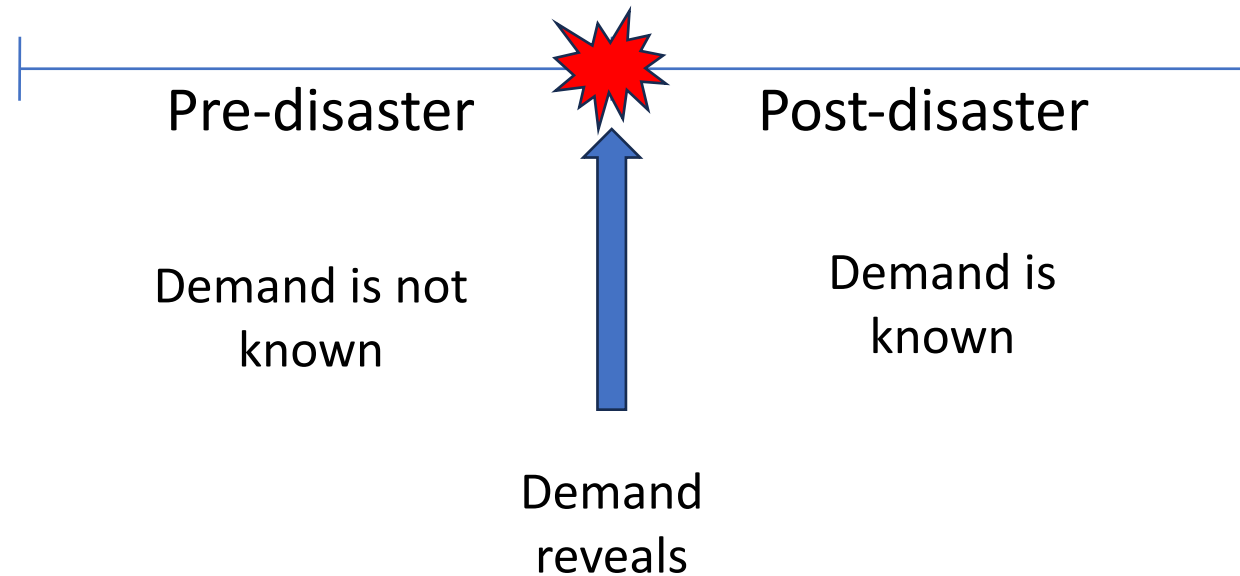 Pre-disaster
Post-disaster
Demand is not
known
Demand is
known
Demand
reveals